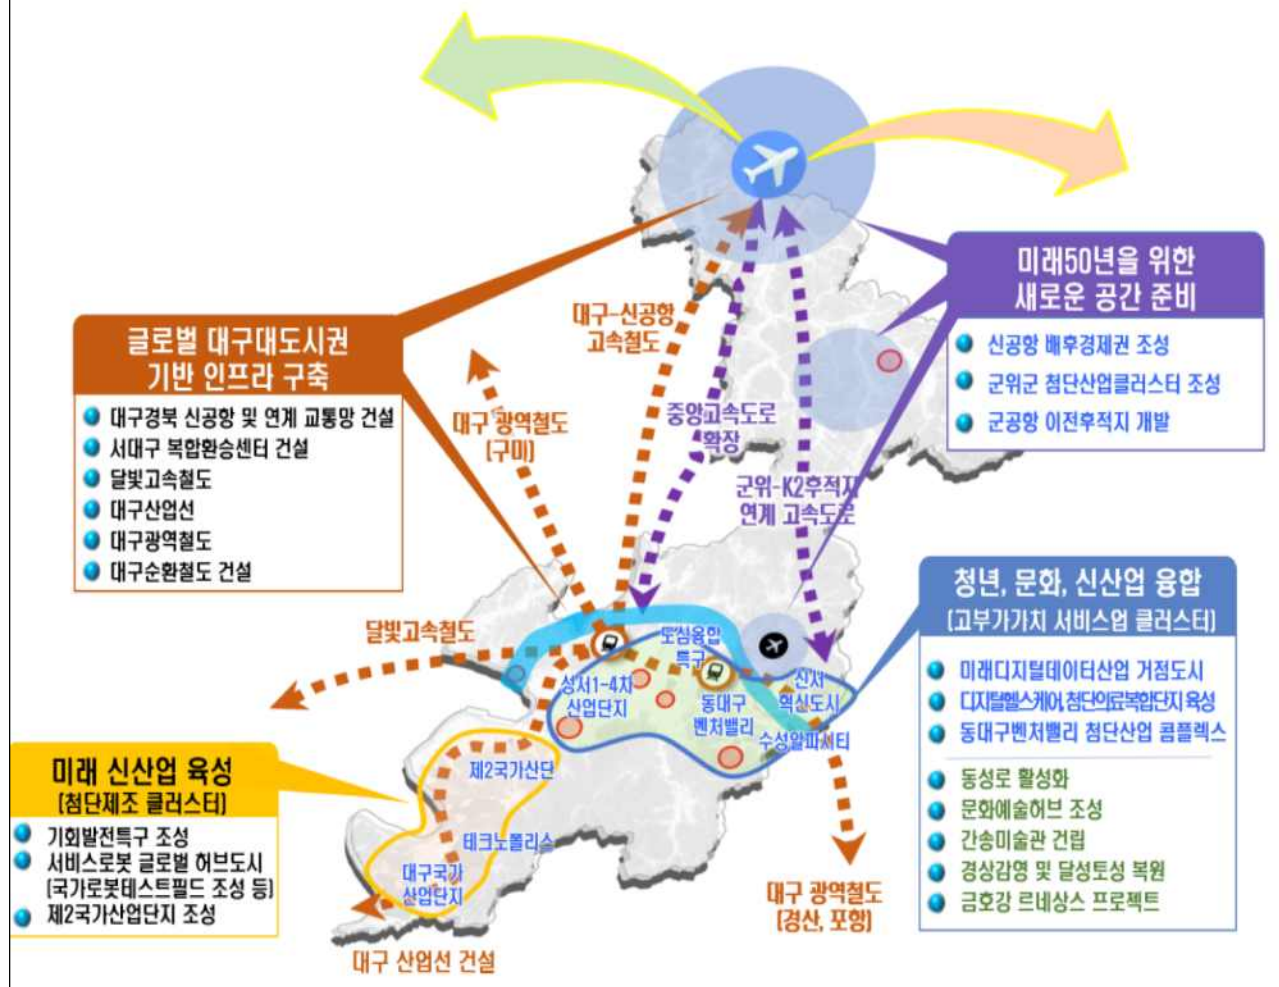 미래50년을 위한
새로운 공간 준비
신공항 배후경제권 조성
군위군 첨단산업클러스터 조성
군공항 이전후적지 개발
글로벌 대구대도시권
기반 인프라 구축
대구경북 신공항 및 연계 교통망 건설
서대구 복합환승센터 건설
달빛고속철도
대구산업선
대구광역철도
대구순환철도 건설
대구-신공항
고속철도
대구 광역철도
(구미)
중앙고속도로
확장
군위-K2후적지
연계 고속도로
달빛고속철도
도심융합
특구
성서1-4차
산업단지
동대구
벤처밸리
신서
혁신도시
수성알파시티
제2국가산단
테크노폴리스
대구국가
산업단지
대구 산업선 건설
대구 광역철도
(경산, 포항)
청년, 문화, 신산업 융합
(고부가가치 서비스업 클러스터)
미래디지털데이터산업 거점도시
디지털헬스케어, 첨단의료복합단지 육성
동대구벤처밸리 첨단산업 콤플렉스
동성로 활성화
문화예술허브 조성
간송미술관 건립
경상감영 및 달성토성 복원
금호강 르네상스 프로젝트
미래 신산업 육성
(첨단제조 클러스터)
기회발전특구 조성
서비스로봇 글로벌 허브도시
(국가로봇테스트필드 조성 등)
제2국가산업단지 조성